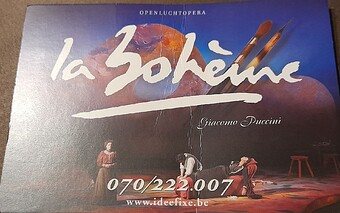 OPENLUCHTOPERA
la bohème
Giacomo Puccini
070/222.007
www.ideefixe.be